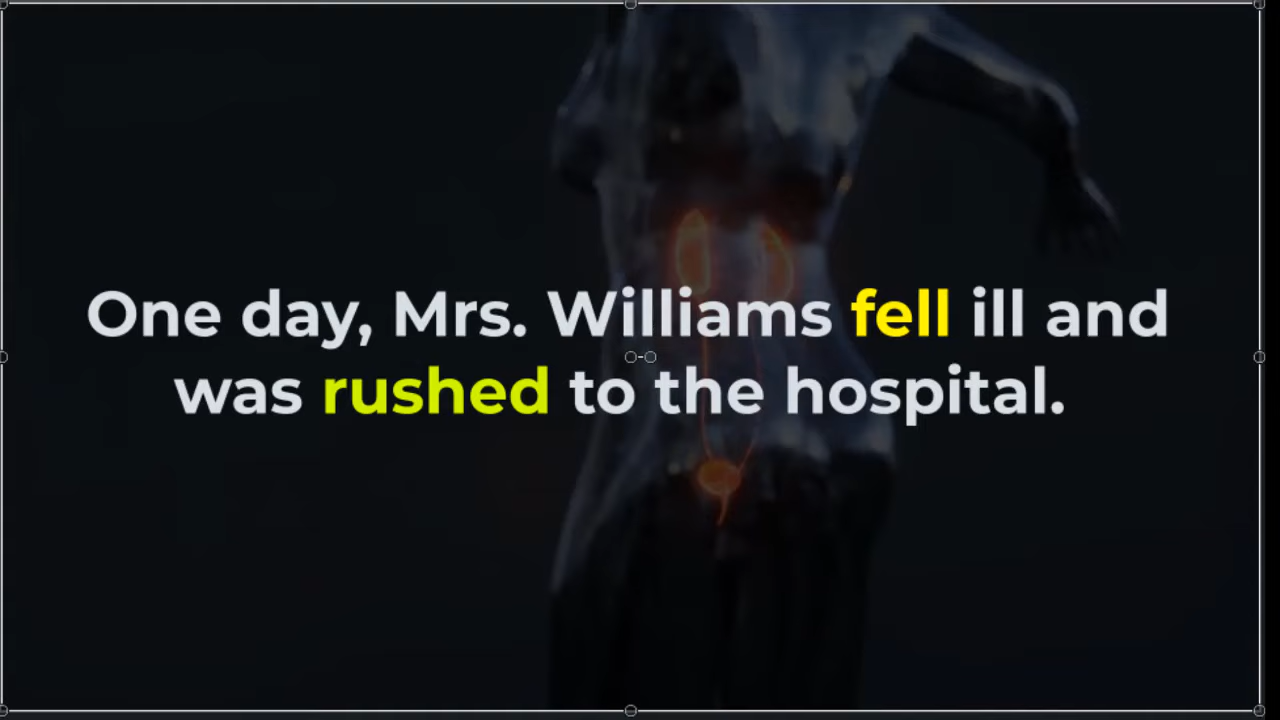 One day, Mrs. Williams fell ill and
was rushed to the hospital.